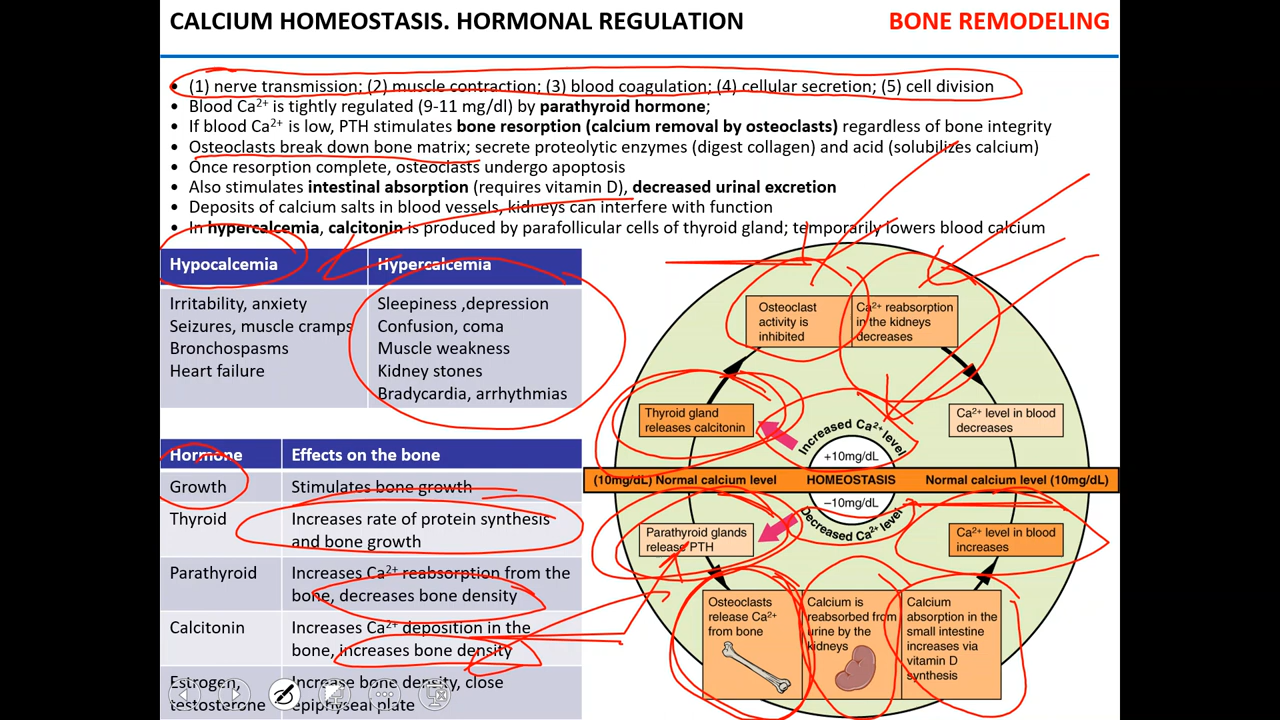 CALCIUM HOMEOSTASIS. HORMONAL REGULATION
BONE REMODELING
• (1) nerve transmission; (2) muscle contraction; (3) blood coagulation; (4) cellular secretion; (5) cell division
• Blood Ca²⁺ is tightly regulated (9-11 mg/dl) by parathyroid hormone;
• If blood Ca²⁺ is low, PTH stimulates bone resorption (calcium removal by osteoclasts) regardless of bone integrity
• Osteoclasts break down bone matrix; secrete proteolytic enzymes (digest collagen) and acid (solubilizes calcium)
• Once resorption complete, osteoclasts undergo apoptosis
• Also stimulates intestinal absorption (requires vitamin D), decreased urinal excretion
• Deposits of calcium salts in blood vessels, kidneys can interfere with function
• In hypercalcemia, calcitonin is produced by parafollicular cells of thyroid gland; temporarily lowers blood calcium
Hypocalcemia
Hypercalcemia
Irritability, anxiety
Seizures, muscle cramps
Bronchospasms
Heart failure
Sleepiness ,depression
Confusion, coma
Muscle weakness
Kidney stones
Bradycardia, arrhythmias
Hormone
Effects on the bone
Growth
Stimulates bone growth
Thyroid
Increases rate of protein synthesis
and bone growth
Parathyroid
Increases Ca²⁺ reabsorption from the
bone, decreases bone density
Calcitonin
Increases Ca²⁺ deposition in the
bone, increases bone density
Estrogen,
testosterone
Increase bone density, close
epiphyseal plate
Osteoclast
activity is
inhibited
Ca²⁺ reabsorption
in the kidneys
decreases
Thyroid gland
releases calcitonin
Ca²⁺ level in blood
decreases
Increased Ca²⁺ level
+10mg/dL
(10mg/dL) Normal calcium level
HOMEOSTASIS
Normal calcium level (10mg/dL)
−10mg/dL
Decreased Ca²⁺ level
Parathyroid glands
release PTH
Ca²⁺ level in blood
increases
Osteoclasts
release Ca²⁺
from bone
Calcium is
reabsorbed from
urine by the
kidneys
Calcium
absorption in the
small intestine
increases via
vitamin D
synthesis